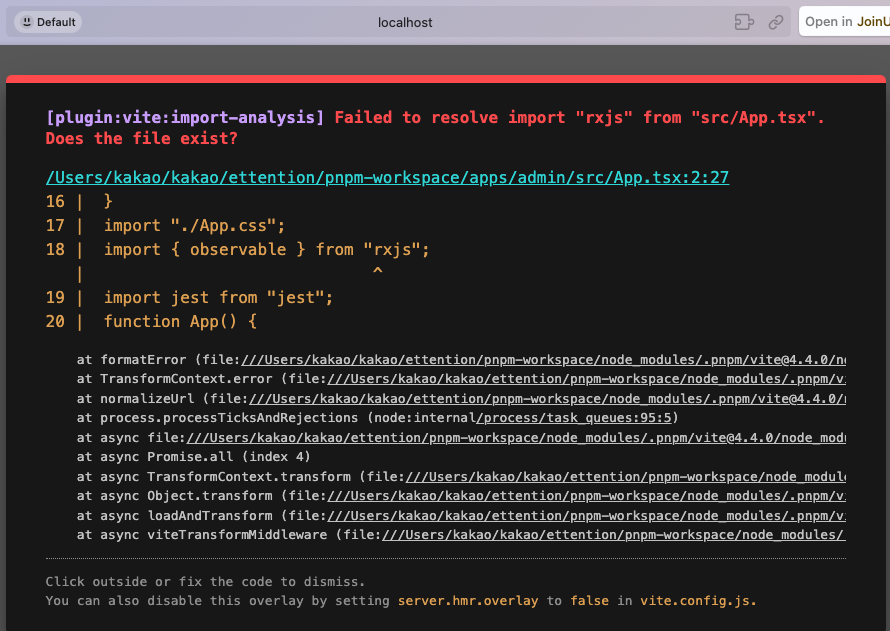 Default
localhost
Open in JoinU
[plugin:vite:import-analysis] Failed to resolve import "rxjs" from "src/App.tsx".
Does the file exist?
/Users/kakao/kakao/ettention/pnpm-workspace/apps/admin/src/App.tsx:2:27
16 |  }
17 |  import "./App.css";
18 |  import { observable } from "rxjs";
   |                              ^
19 |  import jest from "jest";
20 |  function App() {
at formatError (file:///Users/kakao/kakao/ettention/pnpm-workspace/node_modules/.pnpm/vite@4.4.0/n
at TransformContext.error (file:///Users/kakao/kakao/ettention/pnpm-workspace/node_modules/.pnpm/v
at normalizeUrl (file:///Users/kakao/kakao/ettention/pnpm-workspace/node_modules/.pnpm/vite@4.4.0/
at process.processTicksAndRejections (node:internal/process/task_queues:95:5)
at async file:///Users/kakao/kakao/ettention/pnpm-workspace/node_modules/.pnpm/vite@4.4.0/node_mod
at async Promise.all (index 4)
at async TransformContext.transform (file:///Users/kakao/kakao/ettention/pnpm-workspace/node_modul
at async Object.transform (file:///Users/kakao/kakao/ettention/pnpm-workspace/node_modules/.pnpm/v
at async loadAndTransform (file:///Users/kakao/kakao/ettention/pnpm-workspace/node_modules/.pnpm/v
at async viteTransformMiddleware (file:///Users/kakao/kakao/ettention/pnpm-workspace/node_modules/
Click outside or fix the code to dismiss.
You can also disable this overlay by setting server.hmr.overlay to false in vite.config.js.